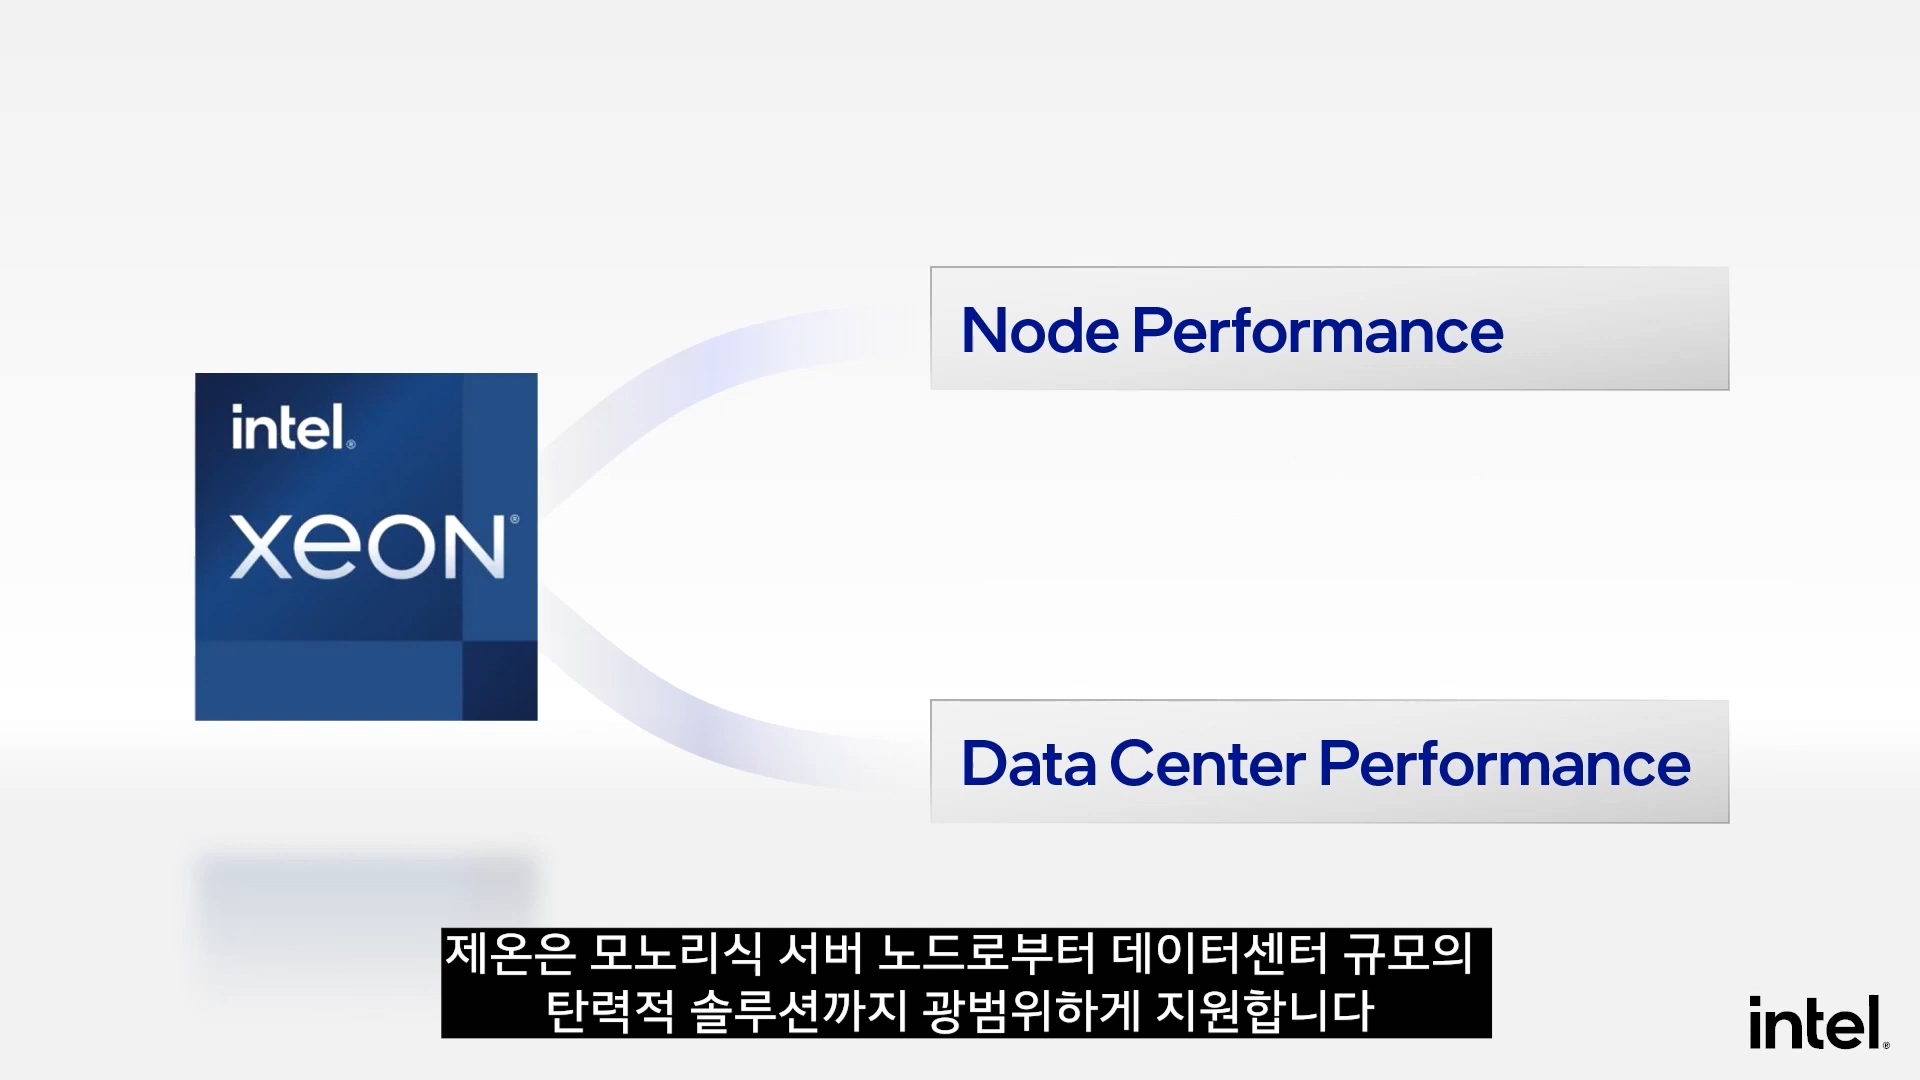 Node Performance
intel®
xeon®
Data Center Performance
제온은 모노리식 서버 노드로부터 데이터센터 규모의
탄력적 솔루션까지 광범위하게 지원합니다
intel®